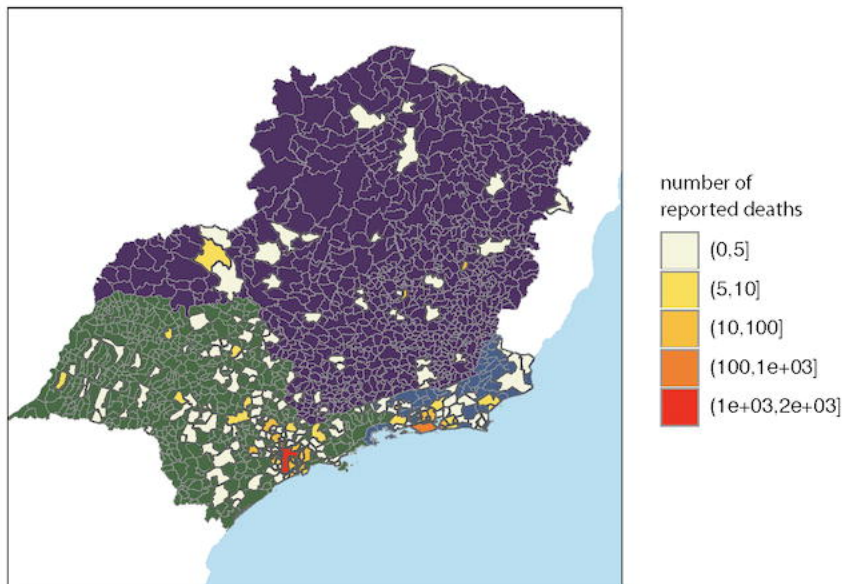 number of
reported deaths
(0,5]
(5,10]
(10,100]
(100,1e+03]
(1e+03,2e+03]